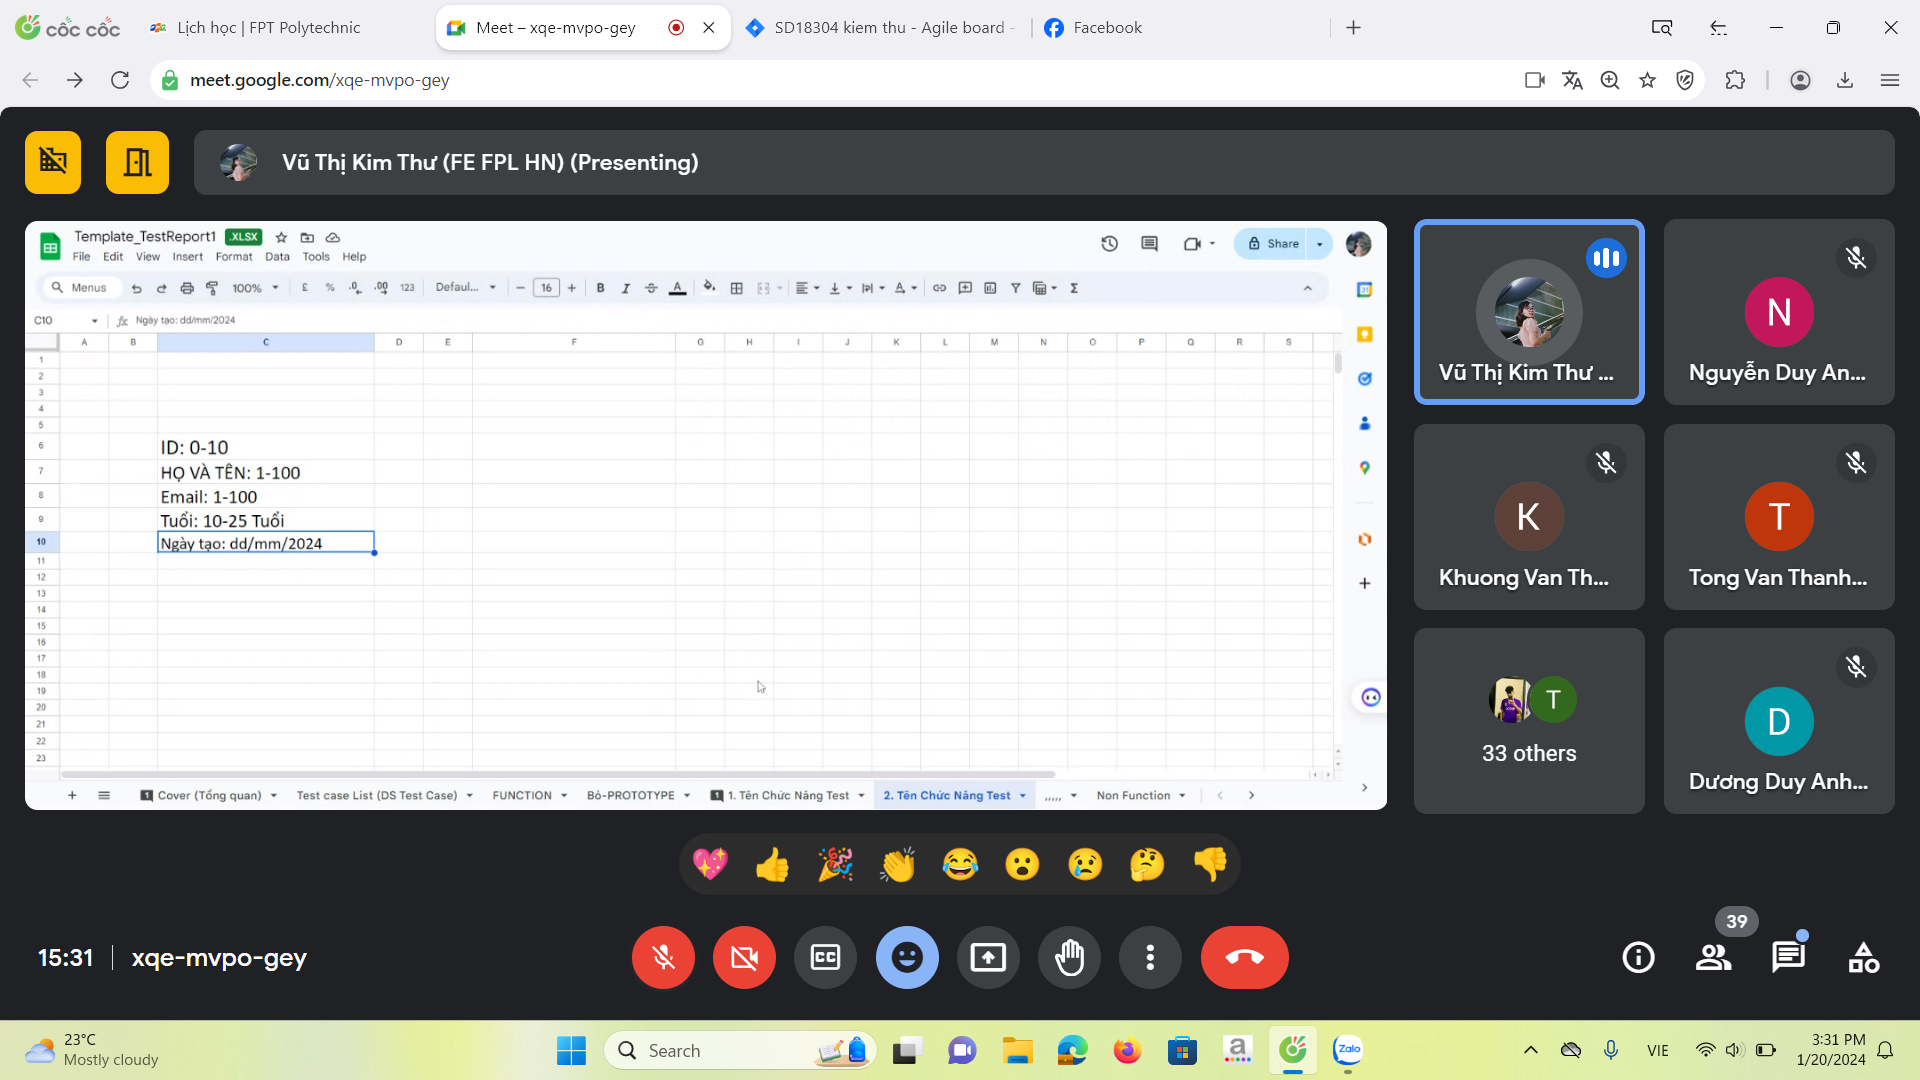 cốc cốc
Lịch học | FPT Polytechnic
Meet – xqe-mvpo-gey
SD18304 kiem thu - Agile board -
Facebook
meet.google.com/xqe-mvpo-gey
Vũ Thị Kim Thư (FE FPL HN) (Presenting)
Template_TestReport1 .XLSX
File Edit View Insert Format Data Tools Help
Share
Menus 100% £ % .0 .00 123 Defaul... 16 B I A
C10 fx Ngày tạo: dd/mm/2024
A B C D E F G H I J K L M N O P Q R S
1
2
3
4
5
6 ID: 0-10
7 HỌ VÀ TÊN: 1-100
8 Email: 1-100
9 Tuổi: 10-25 Tuổi
10 Ngày tạo: dd/mm/2024
11
12
13
14
15
16
17
18
19
20
21
22
23
1 Cover (Tổng quan) Test case List (DS Test Case) FUNCTION Bỏ-PROTOTYPE 1 1. Tên Chức Năng Test 2. Tên Chức Năng Test ,,,,, Non Function
Vũ Thị Kim Thư ...
N
Nguyễn Duy An...
K
Khuong Van Th...
T
Tong Van Thanh...
T
33 others
D
Dương Duy Anh...
15:31 xqe-mvpo-gey
CC
39
23°C
Mostly cloudy
Search
a
Zalo
VIE
3:31 PM
1/20/2024